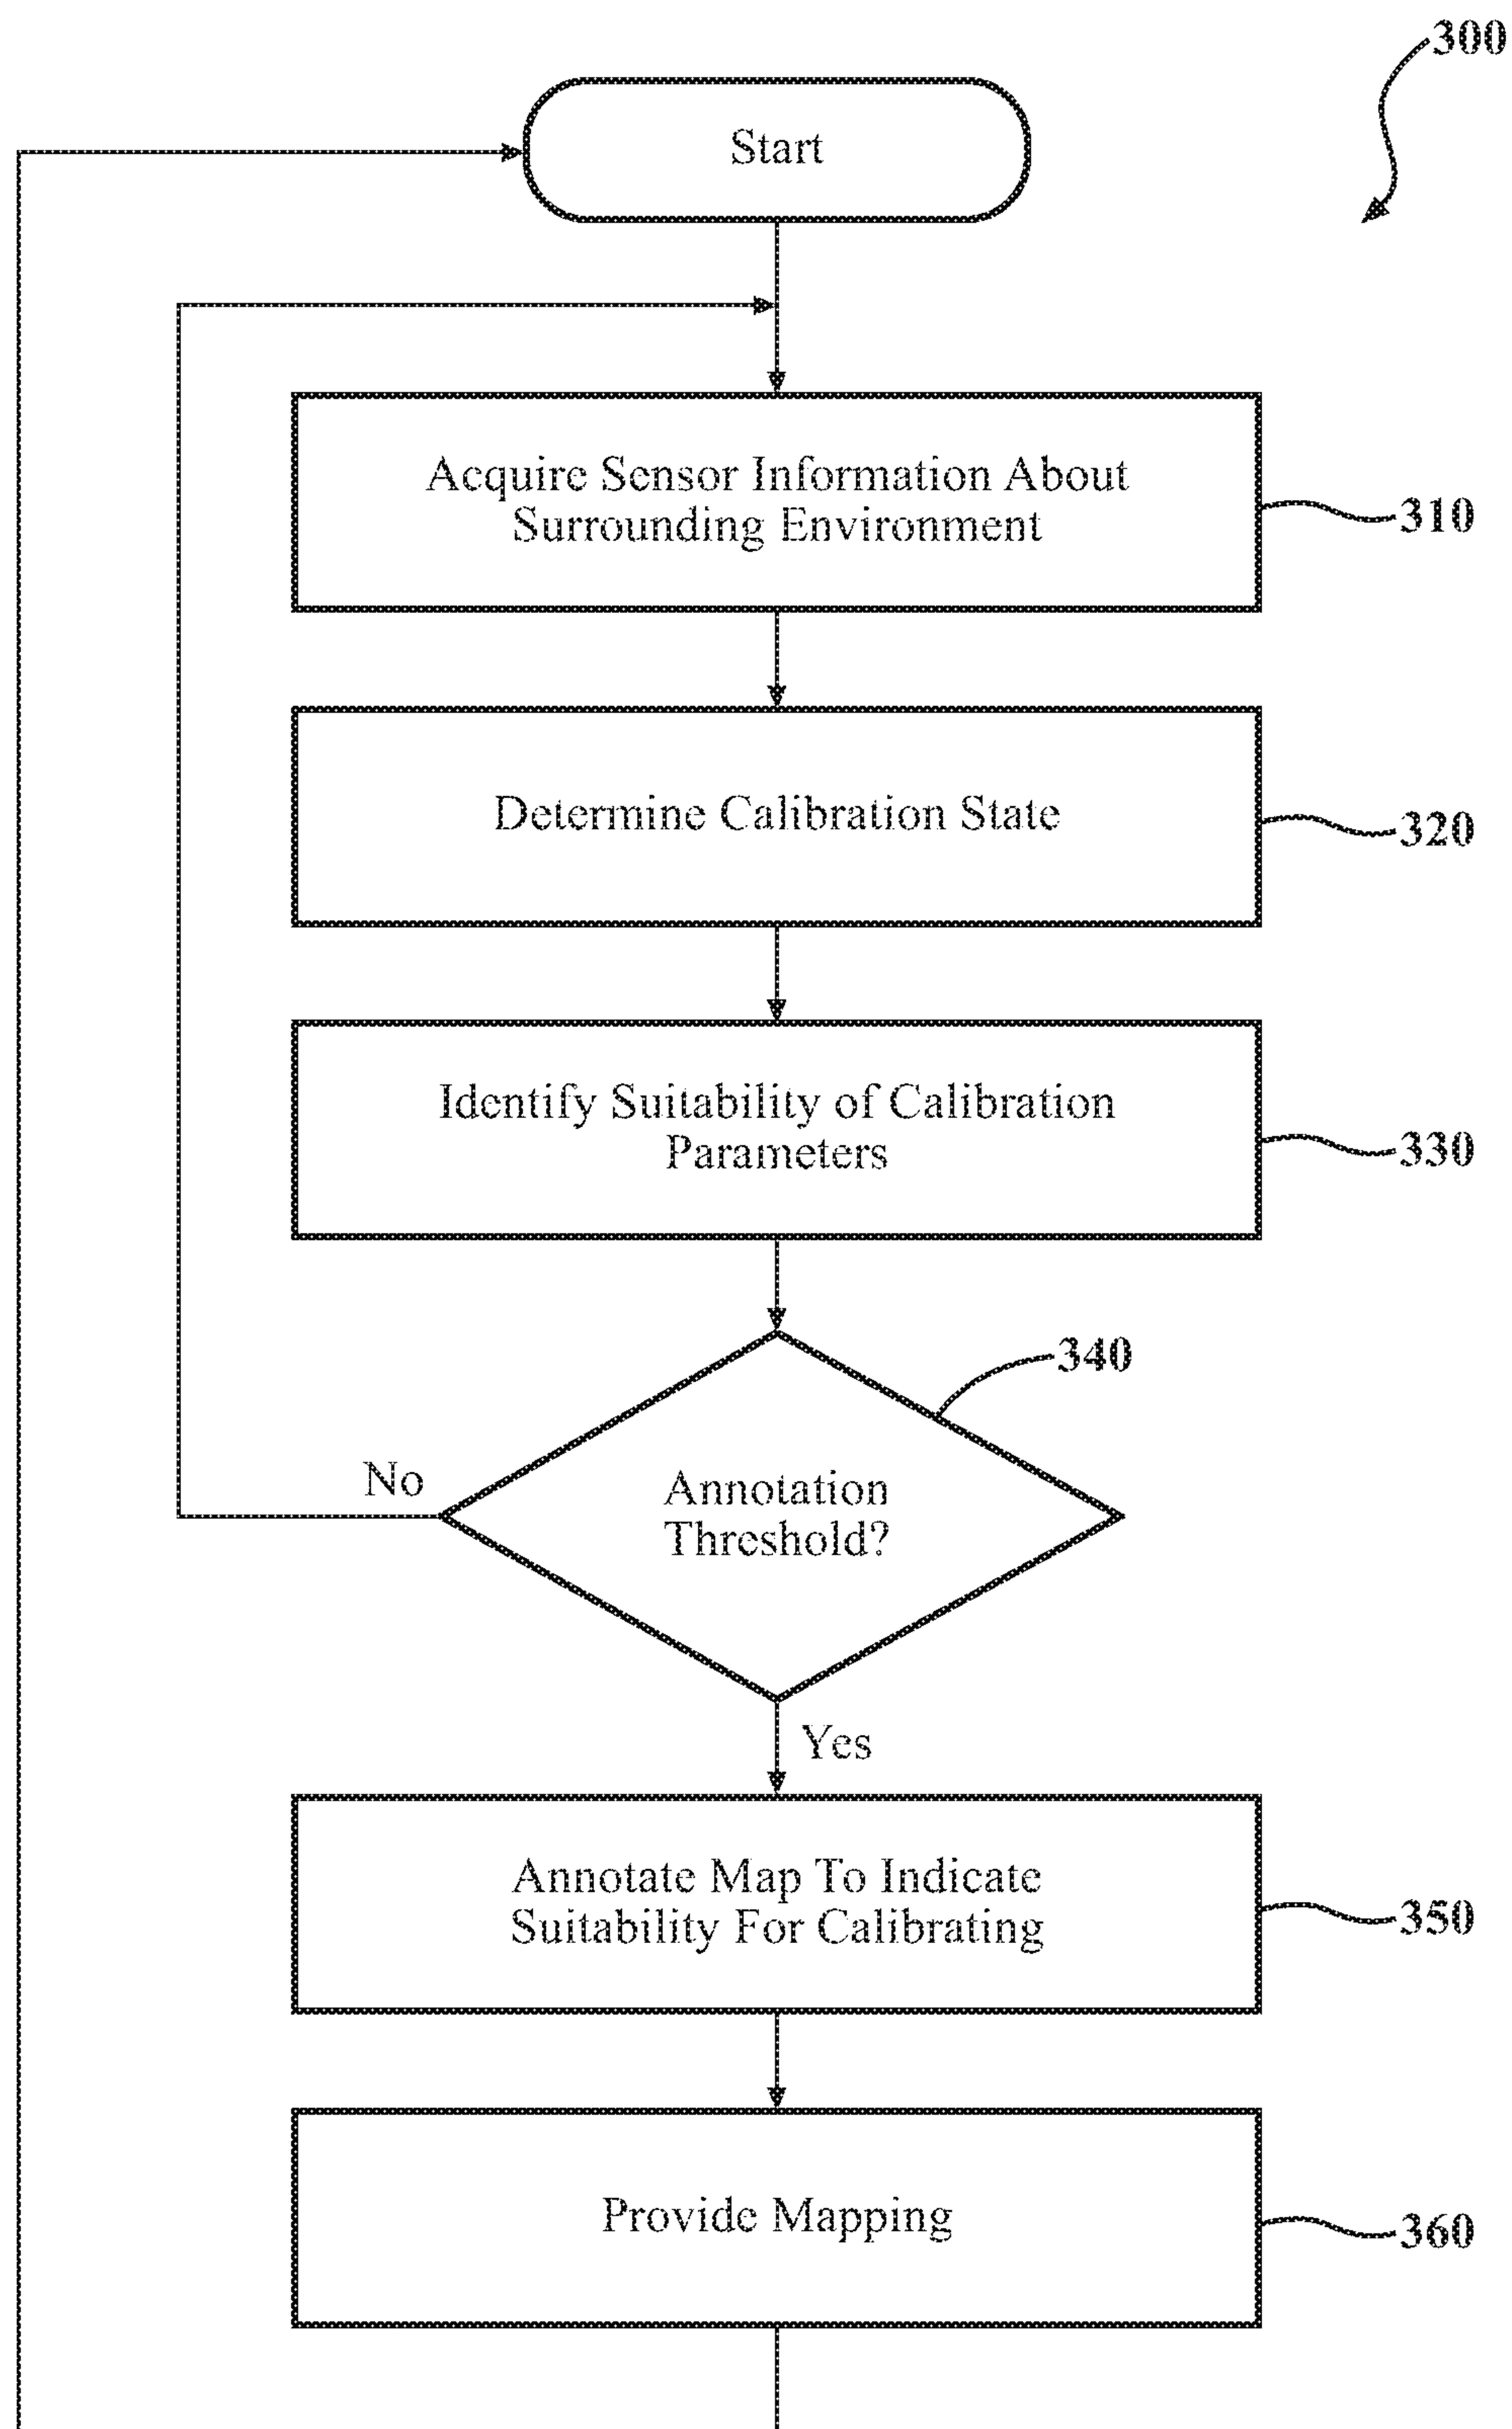 300
Start
Acquire Sensor Information About
Surrounding Environment
310
Determine Calibration State
320
Identify Suitability of Calibration
Parameters
330
340
No
Annotation
Threshold?
Yes
Annotate Map To Indicate
Suitability For Calibrating
350
Provide Mapping
360